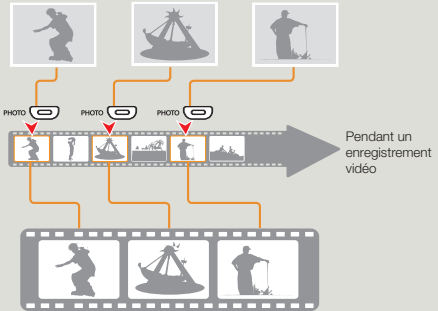 PHOTO PHOTO PHOTO
Pendant un
enregistrement
vidéo